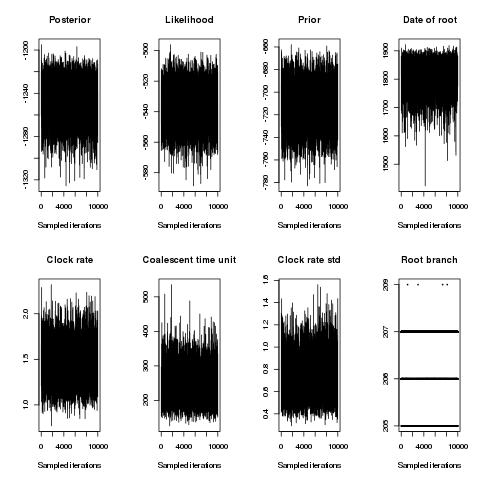 Posterior
-1200
-1240
-1280
-1320
0 4000 10000
Sampled iterations
Likelihood
-500
-520
-540
-560
-580
0 4000 10000
Sampled iterations
Prior
-660
-680
-700
-720
-740
-760
-780
0 4000 10000
Sampled iterations
Date of root
1900
1800
1700
1600
1500
0 4000 10000
Sampled iterations
Clock rate
2.0
1.5
1.0
0 4000 10000
Sampled iterations
Coalescent time unit
500
400
300
200
0 4000 10000
Sampled iterations
Clock rate std
1.6
1.4
1.2
1.0
0.8
0.6
0.4
0 4000 10000
Sampled iterations
Root branch
209
207
206
205
0 4000 10000
Sampled iterations